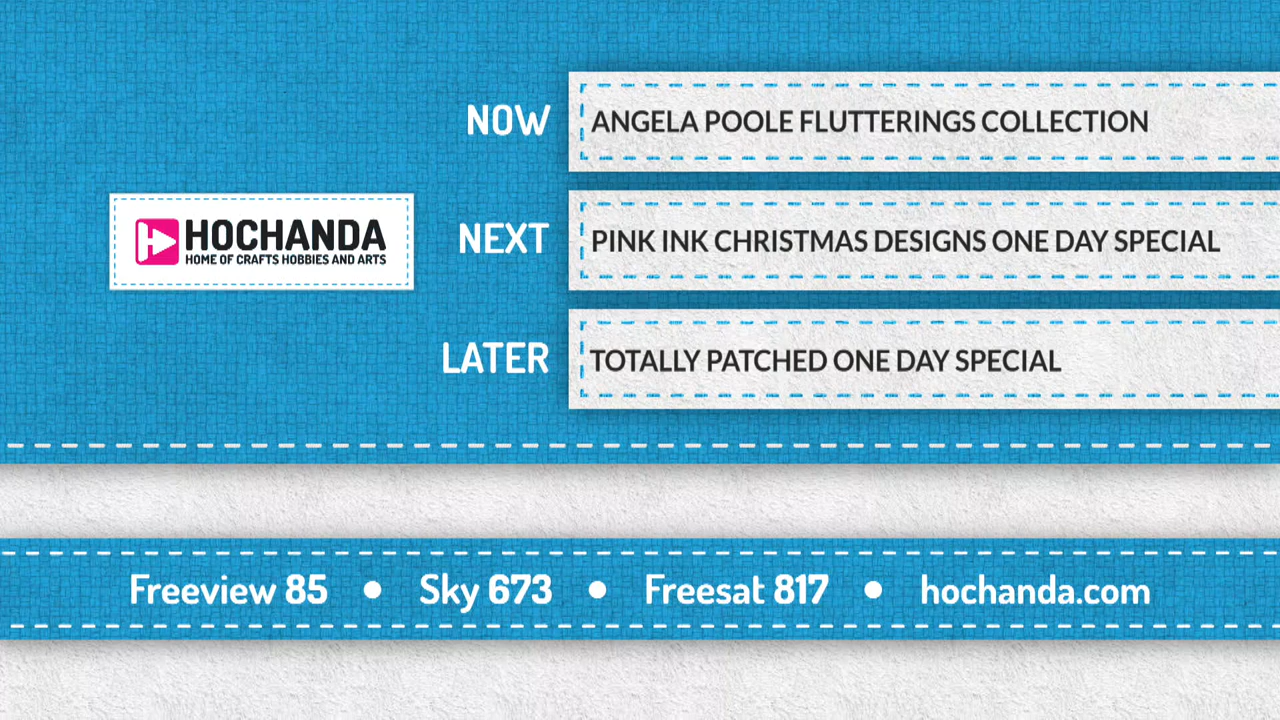 NOW
ANGELA POOLE FLUTTERINGS COLLECTION
HOCHANDA
HOME OF CRAFTS HOBBIES AND ARTS
NEXT
PINK INK CHRISTMAS DESIGNS ONE DAY SPECIAL
LATER
TOTALLY PATCHED ONE DAY SPECIAL
Freeview 85 • Sky 673 • Freesat 817 • hochanda.com